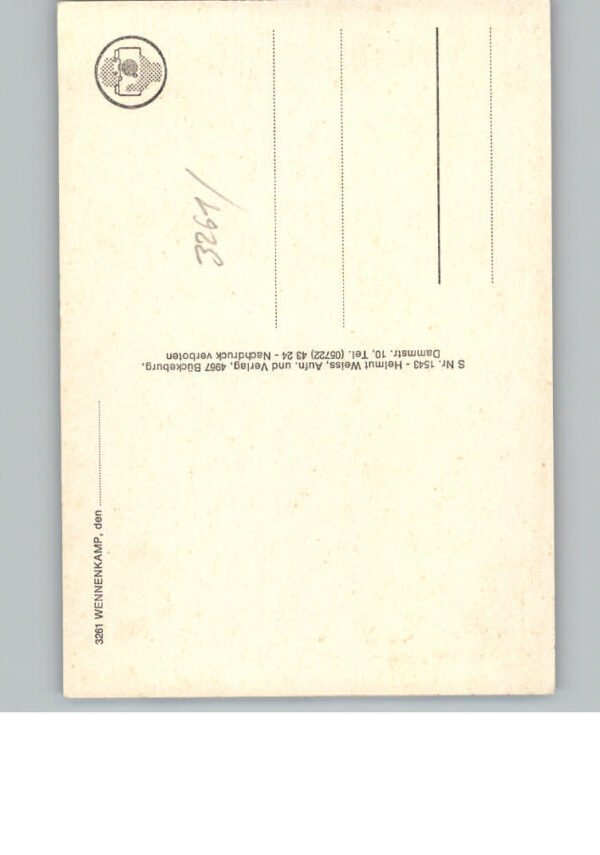 3261 WENNENKAMP, den
S Nr. 1543 - Helmut Weiss, Aufn. und Verlag, 4967 Bückeburg,
Dammstr. 10, Tel. (05722) 43 24 - Nachdruck verboten